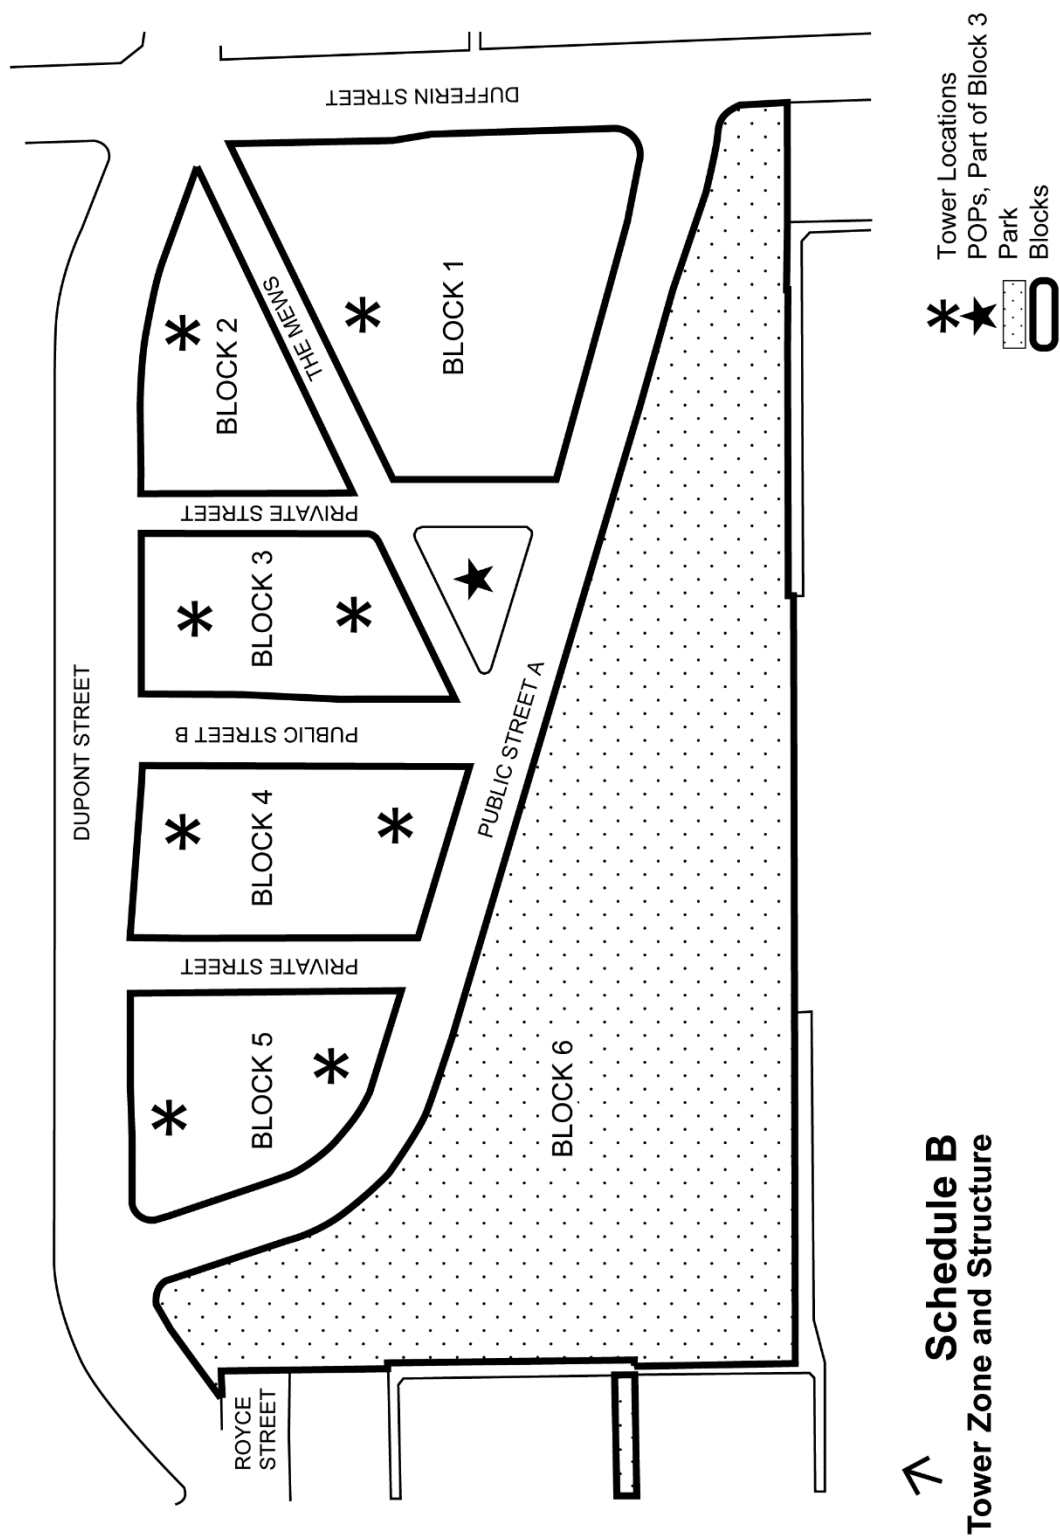 DUPONT STREET
DUFFERIN STREET
BLOCK 2
THE MEWS
BLOCK 1
PRIVATE STREET
BLOCK 3
PUBLIC STREET B
PUBLIC STREET A
BLOCK 4
PRIVATE STREET
BLOCK 5
BLOCK 6
ROYCE
STREET
Schedule B
Tower Zone and Structure
Tower Locations
POPs, Part of Block 3
Park
Blocks